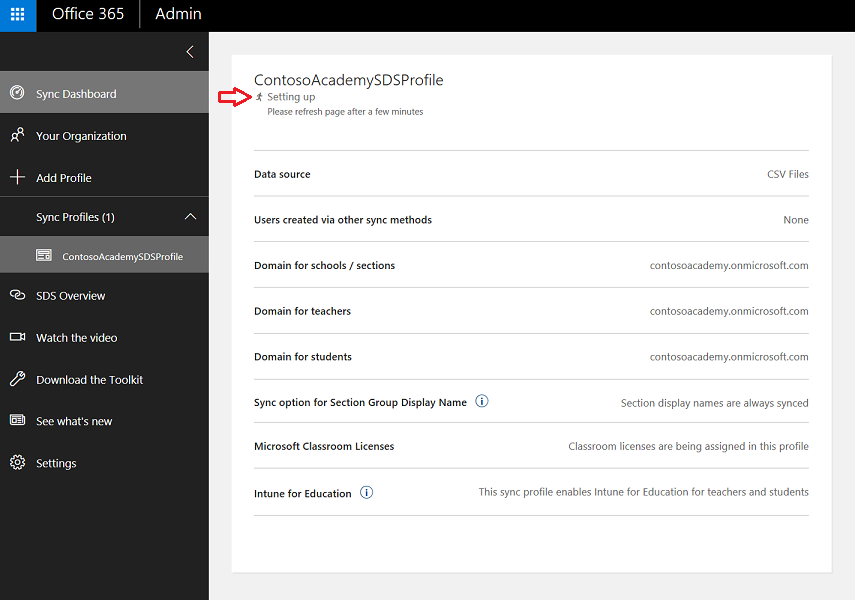 Office 365 Admin
Sync Dashboard
Your Organization
Add Profile
Sync Profiles (1)
ContosoAcademySDSProfile
SDS Overview
Watch the video
Download the Toolkit
See what's new
Settings
ContosoAcademySDSProfile
Setting up
Please refresh page after a few minutes
Data source CSV Files
Users created via other sync methods None
Domain for schools / sections contosoacademy.onmicrosoft.com
Domain for teachers contosoacademy.onmicrosoft.com
Domain for students contosoacademy.onmicrosoft.com
Sync option for Section Group Display Name Section display names are always synced
Microsoft Classroom Licenses Classroom licenses are being assigned in this profile
Intune for Education This sync profile enables Intune for Education for teachers and students